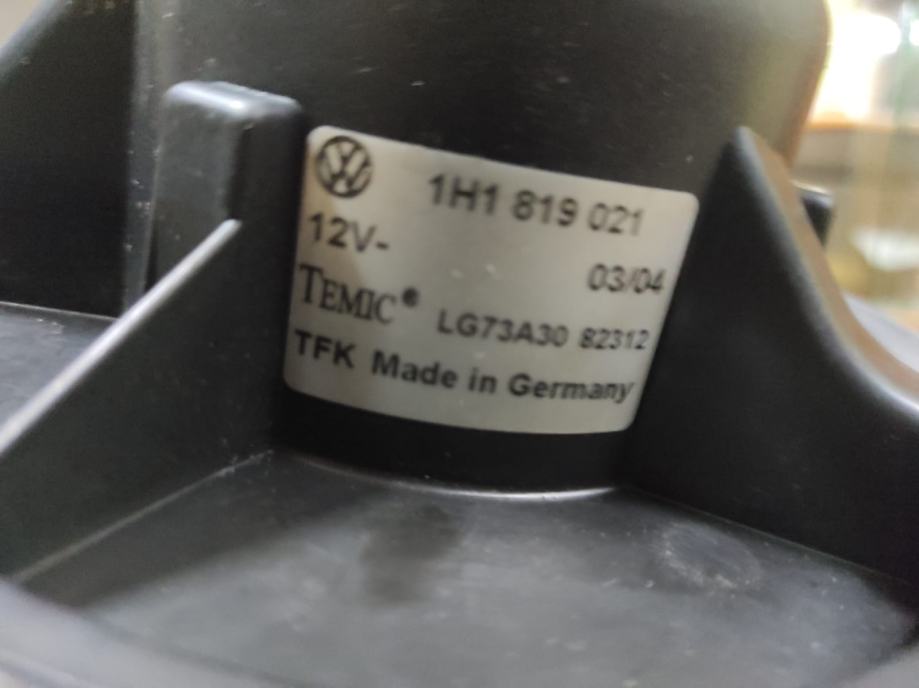 1H1 819 021
12V-
03/04
TEMIC®
LG73A30 82312
TFK Made in Germany